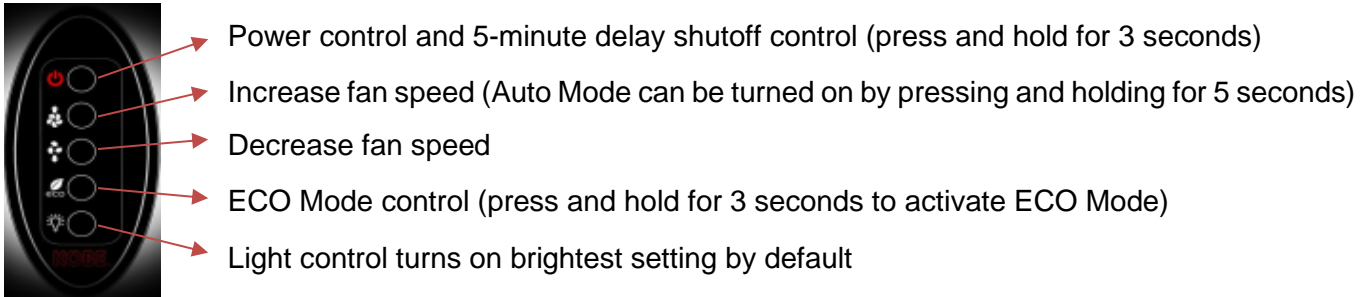 Power control and 5-minute delay shutoff control (press and hold for 3 seconds)
Increase fan speed (Auto Mode can be turned on by pressing and holding for 5 seconds)
Decrease fan speed
eco
ECO Mode control (press and hold for 3 seconds to activate ECO Mode)
Light control turns on brightest setting by default
KOBE